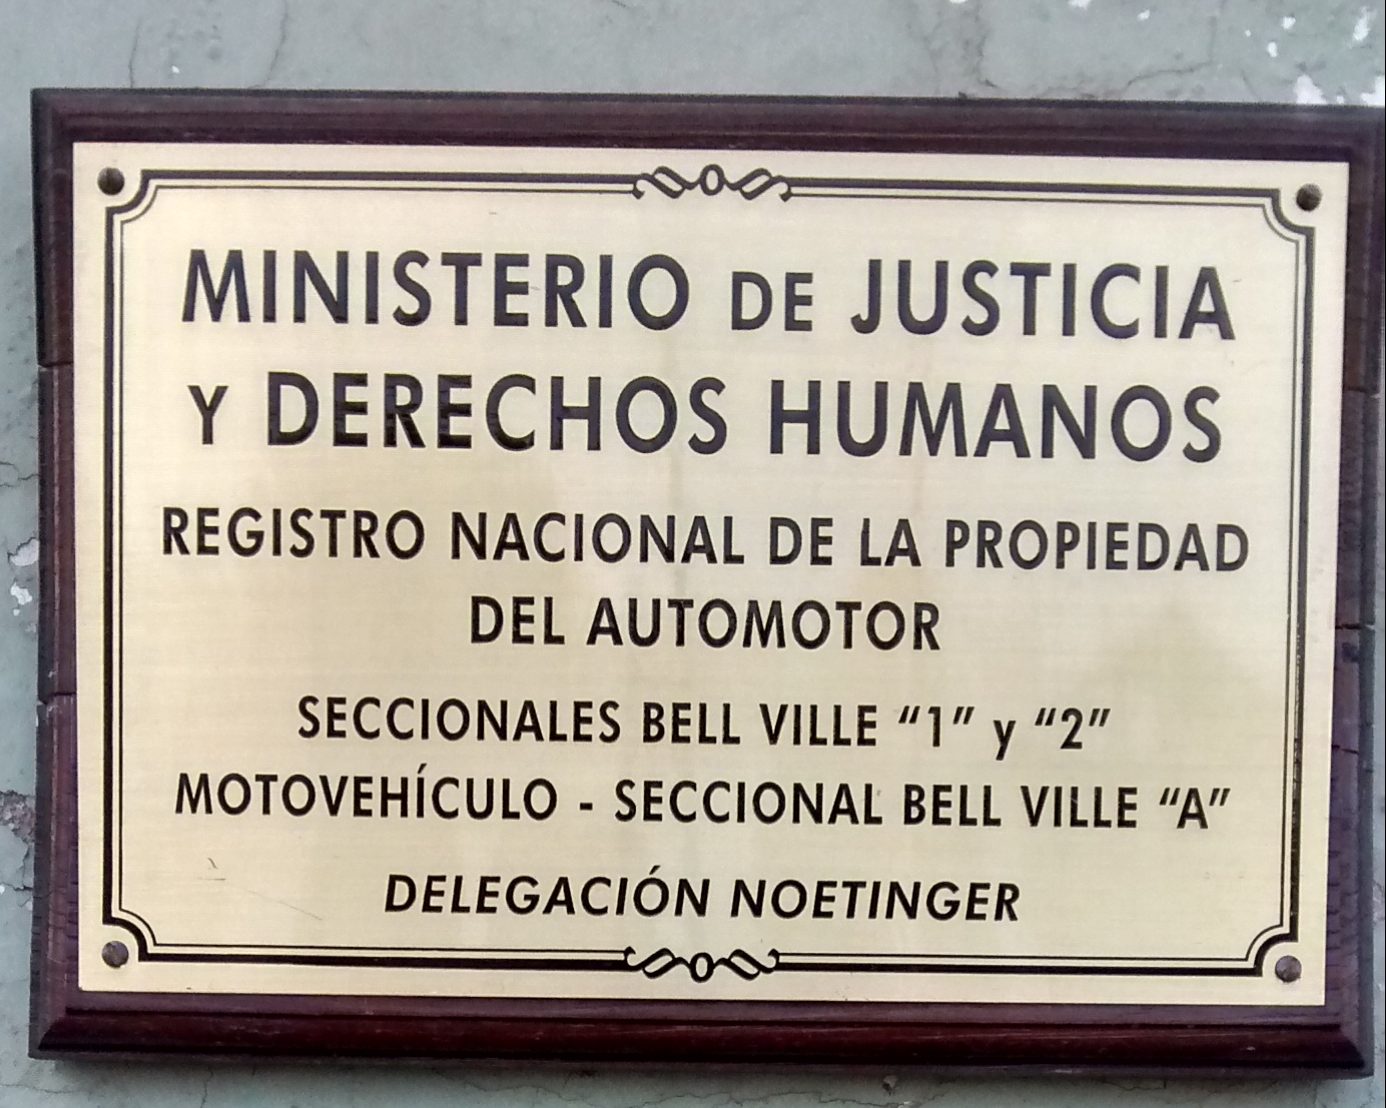 MINISTERIO DE JUSTICIA
Y DERECHOS HUMANOS
REGISTRO NACIONAL DE LA PROPIEDAD
DEL AUTOMOTOR
SECCIONALES BELL VILLE “1” y “2”
MOTOVEHÍCULO - SECCIONAL BELL VILLE “A”
DELEGACIÓN NOETINGER